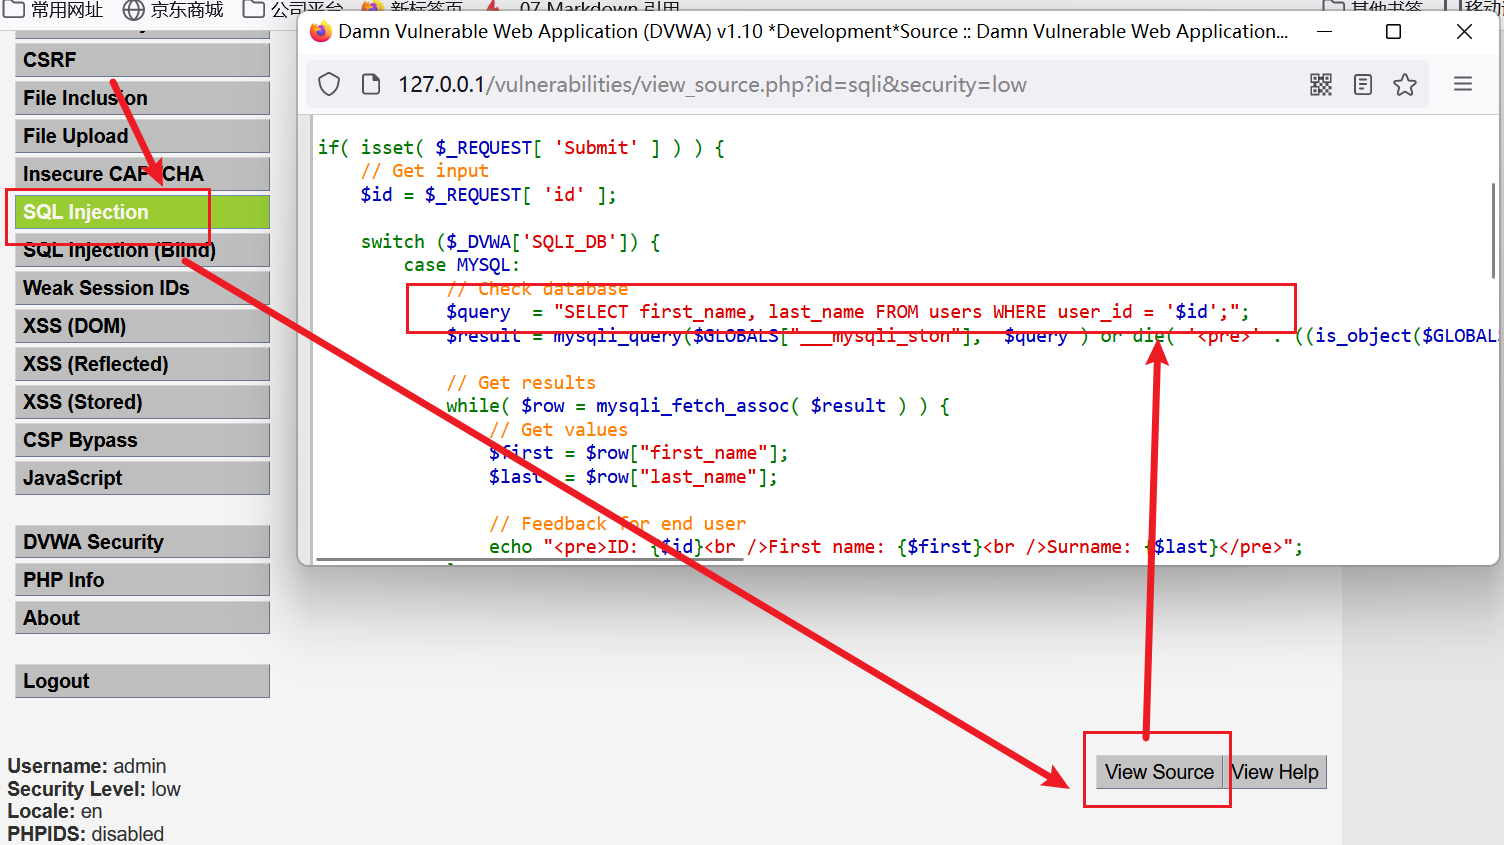 常用网址 京东商城 公司平台 新标签页 07 Markdown 引用 其他书签
Damn Vulnerable Web Application (DVWA) v1.10 *Development*Source :: Damn Vulnerable Web Application...
127.0.0.1/vulnerabilities/view_source.php?id=sqli&security=low
CSRF
File Inclusion
File Upload
Insecure CAPTCHA
SQL Injection
SQL Injection (Blind)
Weak Session IDs
XSS (DOM)
XSS (Reflected)
XSS (Stored)
CSP Bypass
JavaScript
DVWA Security
PHP Info
About
Logout
Username: admin
Security Level: low
Locale: en
PHPIDS: disabled
if( isset( $_REQUEST[ 'Submit' ] ) ) {
// Get input
$id = $_REQUEST[ 'id' ];
switch ($_DVWA['SQLI_DB']) {
case MYSQL:
// Check database
$query  = "SELECT first_name, last_name FROM users WHERE user_id = '$id';";
$result = mysqli_query($GLOBALS["___mysqli_ston"],  $query ) or die( '<pre>' . ((is_object($GLOBALS
// Get results
while( $row = mysqli_fetch_assoc( $result ) ) {
// Get values
$first = $row["first_name"];
$last  = $row["last_name"];
// Feedback for end user
echo "<pre>ID: {$id}<br />First name: {$first}<br />Surname: {$last}</pre>";
View Source View Help